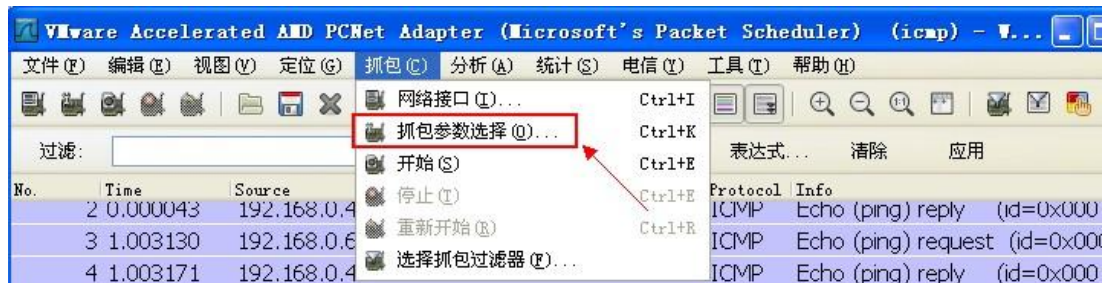 VMware Accelerated AMD PCNet Adapter (Microsoft's Packet Scheduler) (icmp) - W...
文件(F) 编辑(E) 视图(V) 定位(G) 抓包(C) 分析(A) 统计(S) 电信(Y) 工具(T) 帮助(H)
网络接口(I)... Ctrl+I
抓包参数选择(O)... Ctrl+K
开始(S) Ctrl+E
停止(T) Ctrl+E
重新开始(R) Ctrl+R
选择抓包过滤器(F)...
过滤: 表达式... 清除 应用
No. Time Source Protocol Info
2 0.000043 192.168.0.4 ICMP Echo (ping) reply (id=0x000
3 1.003130 192.168.0.6 ICMP Echo (ping) request (id=0x000
4 1.003171 192.168.0.4 ICMP Echo (ping) reply (id=0x000